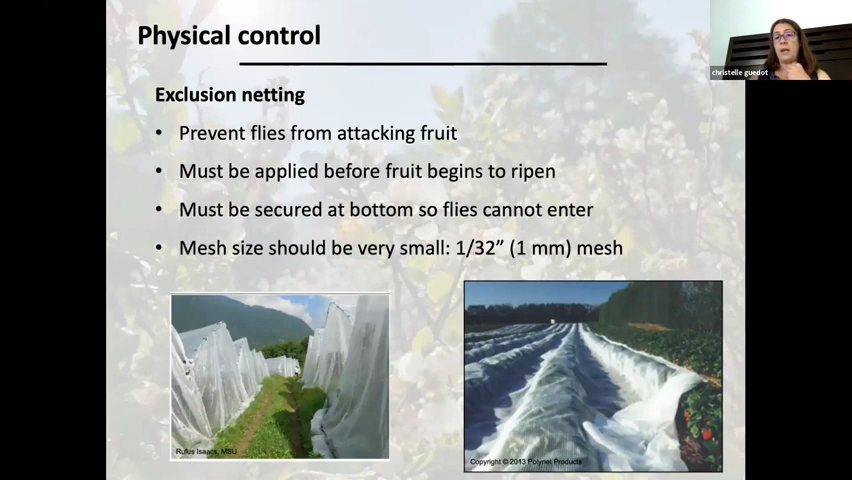 Physical control
christelle guedot
Exclusion netting
• Prevent flies from attacking fruit
• Must be applied before fruit begins to ripen
• Must be secured at bottom so flies cannot enter
• Mesh size should be very small: 1/32” (1 mm) mesh
Rufus Isaacs, MSU
Copyright © 2013 Polynet Products